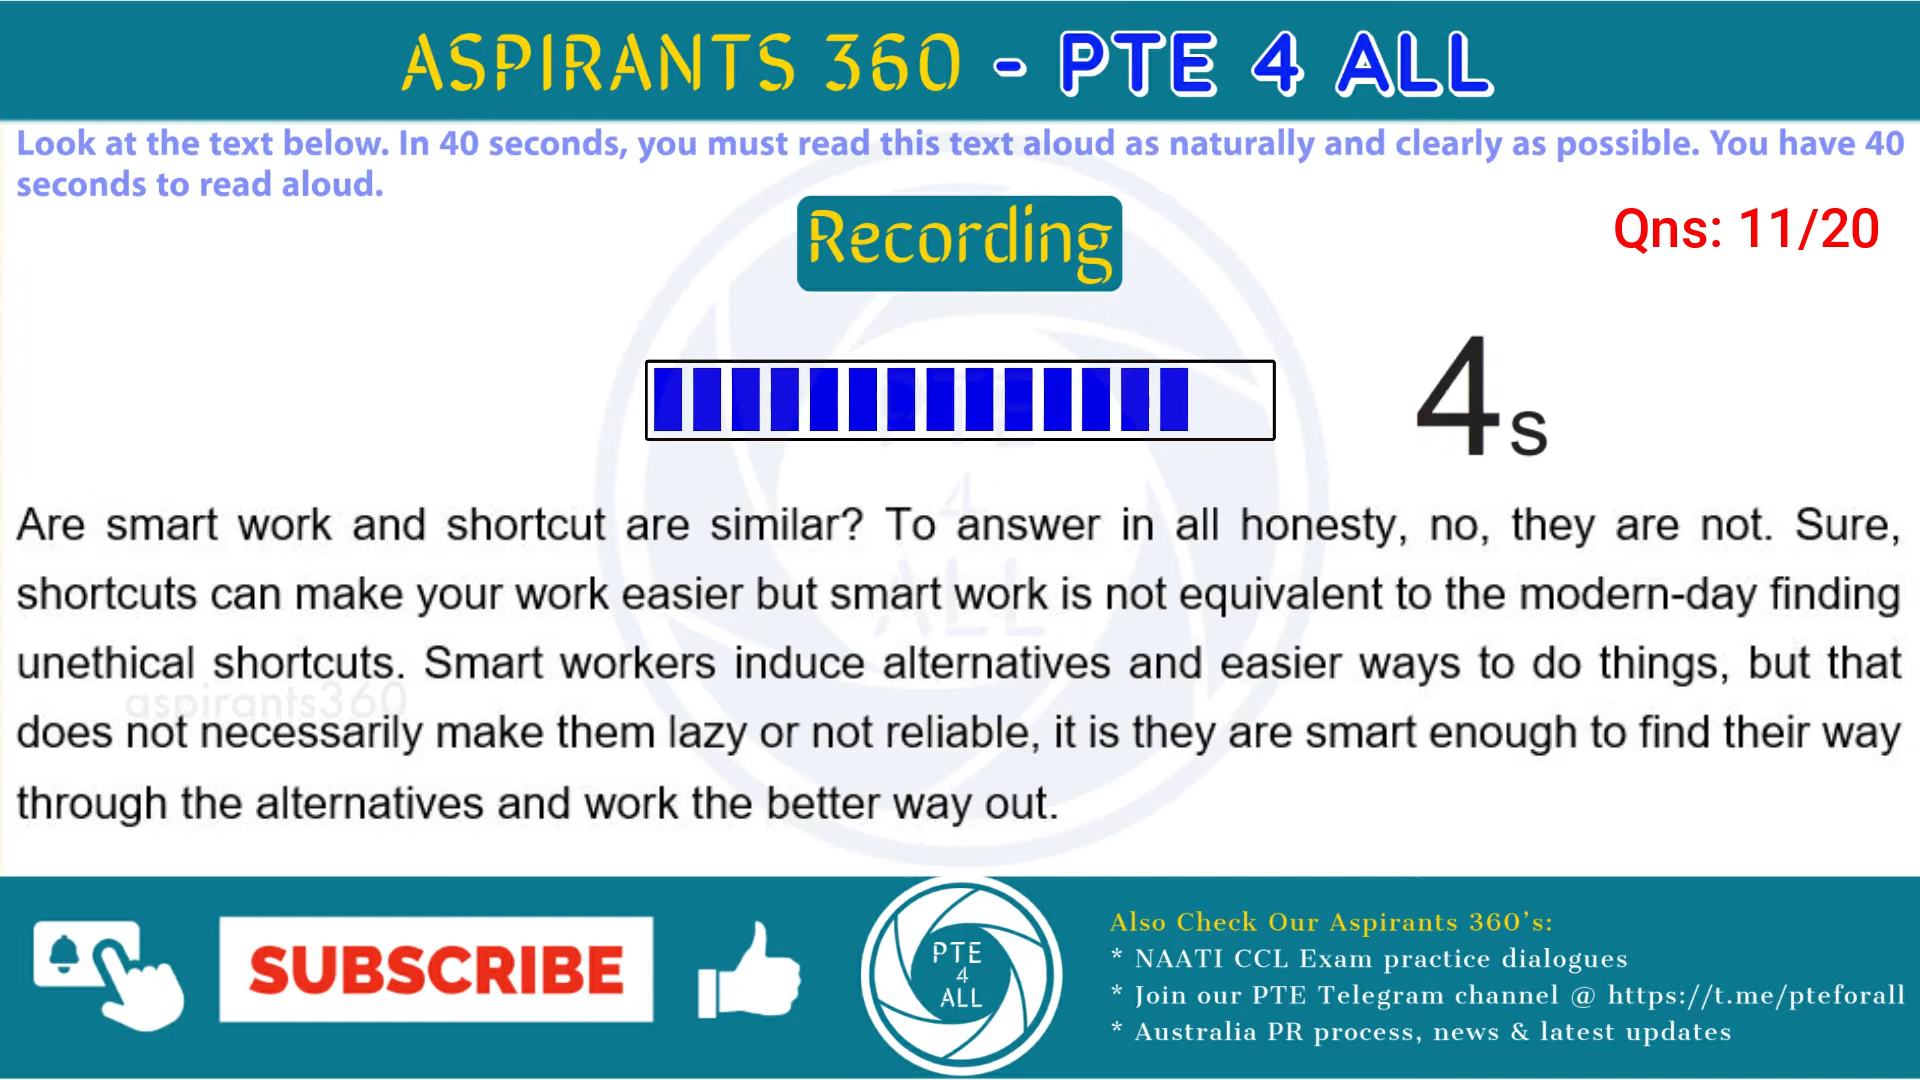 ASPIRANTS 360 - PTE 4 ALL
Look at the text below. In 40 seconds, you must read this text aloud as naturally and clearly as possible. You have 40
seconds to read aloud.
Recording
Qns: 11/20
4s
PTE
4
ALL
Are smart work and shortcut are similar? To answer in all honesty, no, they are not. Sure,
shortcuts can make your work easier but smart work is not equivalent to the modern-day finding
unethical shortcuts. Smart workers induce alternatives and easier ways to do things, but that
aspirants360
does not necessarily make them lazy or not reliable, it is they are smart enough to find their way
through the alternatives and work the better way out.
SUBSCRIBE
PTE
4
ALL
Also Check Our Aspirants 360's:
* NAATI CCL Exam practice dialogues
* Join our PTE Telegram channel @ https://t.me/pteforall
* Australia PR process, news & latest updates